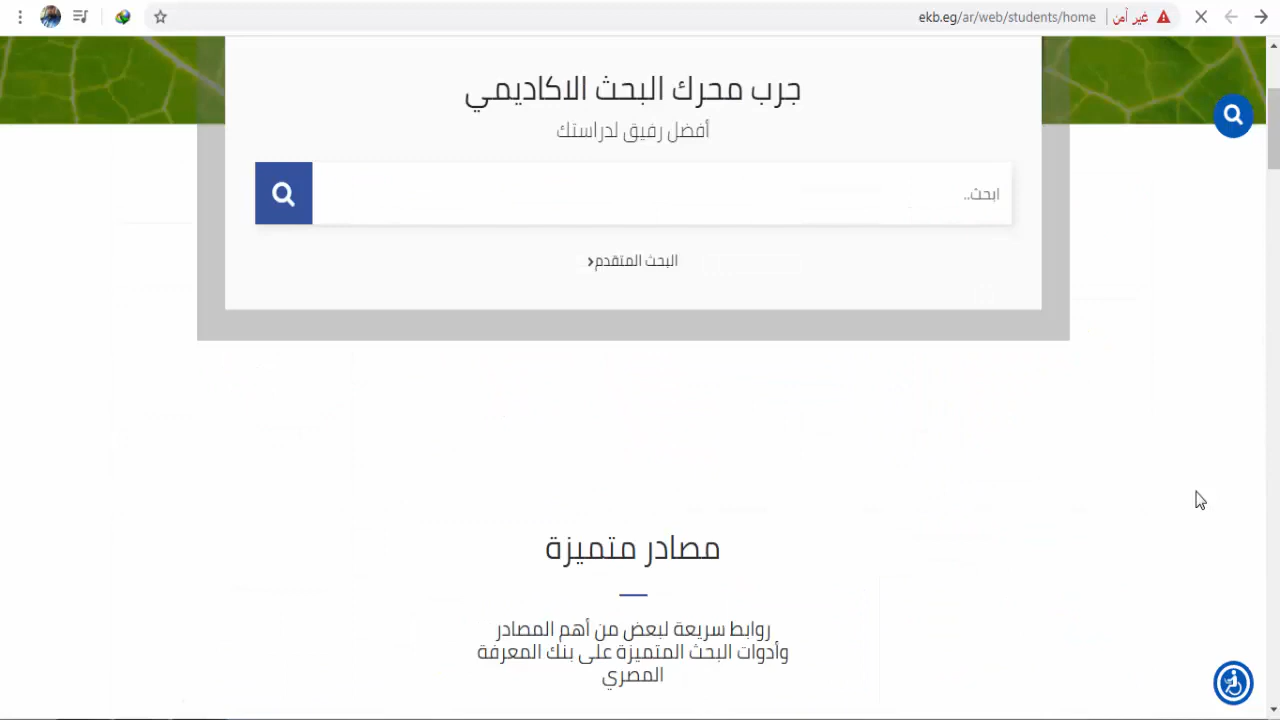 ekb.eg/ar/web/students/home
غير آمن
جرب محرك البحث الاكاديمي
أفضل رفيق لدراستك
ابحث..
البحث المتقدم
مصادر متميزة
روابط سريعة لبعض من أهم المصادر
وأدوات البحث المتميزة على بنك المعرفة
المصري